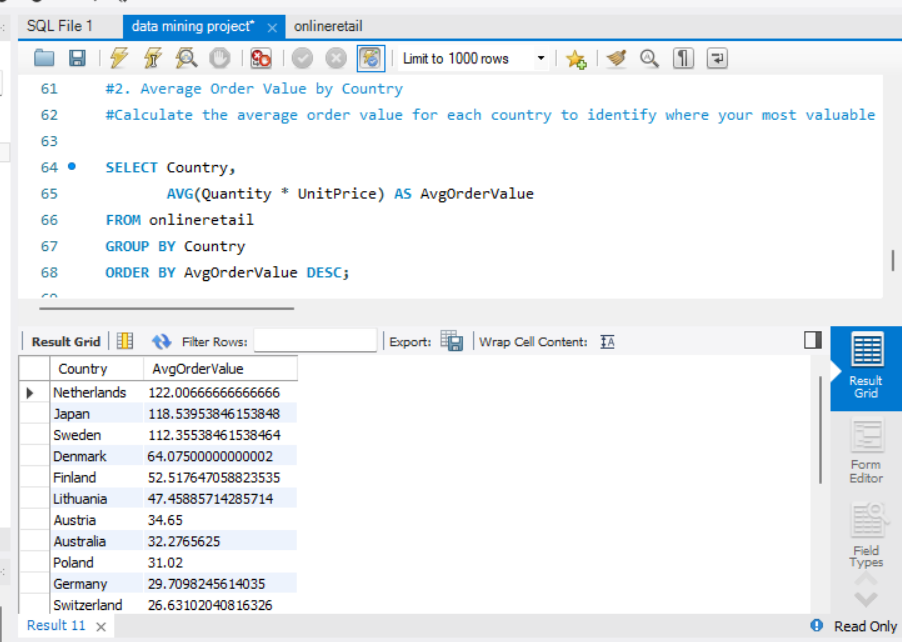 SQL File 1 data mining project* × onlineretail
Limit to 1000 rows
61 #2. Average Order Value by Country
62 #Calculate the average order value for each country to identify where your most valuable
63
64 SELECT Country,
65 AVG(Quantity * UnitPrice) AS AvgOrderValue
66 FROM onlineretail
67 GROUP BY Country
68 ORDER BY AvgOrderValue DESC;
Result Grid Filter Rows: Export: Wrap Cell Content: IA
Country AvgOrderValue
Netherlands 122.00666666666666
Japan 118.53953846153848
Sweden 112.35538461538464
Denmark 64.07500000000002
Finland 52.517647058823535
Lithuania 47.45885714285714
Austria 34.65
Australia 32.2765625
Poland 31.02
Germany 29.7098245614035
Switzerland 26.63102040816326
Result
Grid
Form
Editor
Field
Types
Result 11 ×
Read Only